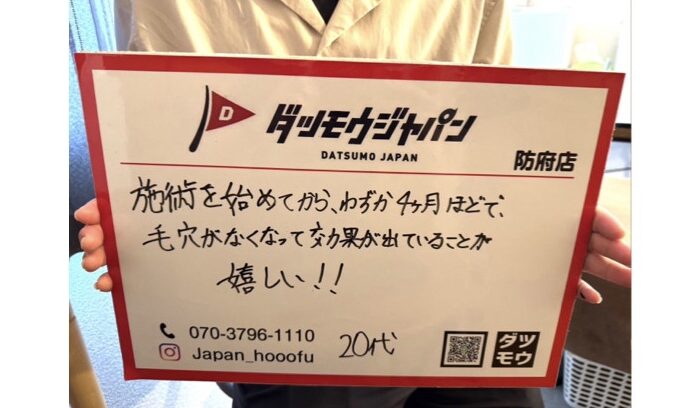 D
ダツモウジャパン
DATSUMO JAPAN
防府店
施術を始めてから、わずか4ヶ月ほどで、
毛穴がなくなって効果が出ていることが
嬉しい!!
070-3796-1110
Japan_hooofu
20代
ダツ
モウ